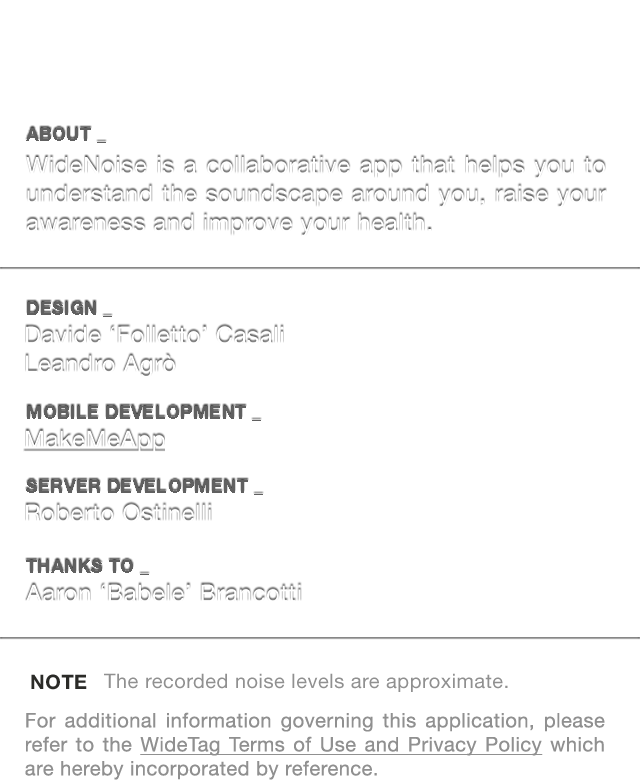 ABOUT _
WideNoise is a collaborative app that helps you to
understand the soundscape around you, raise your
awareness and improve your health.
DESIGN _
Davide ‘Folletto’ Casali
Leandro Agrò
MOBILE DEVELOPMENT _
MakeMeApp
SERVER DEVELOPMENT _
Roberto Ostinelli
THANKS TO _
Aaron ‘Babele’ Brancotti
NOTE The recorded noise levels are approximate.
For additional information governing this application, please
refer to the WideTag Terms of Use and Privacy Policy which
are hereby incorporated by reference.